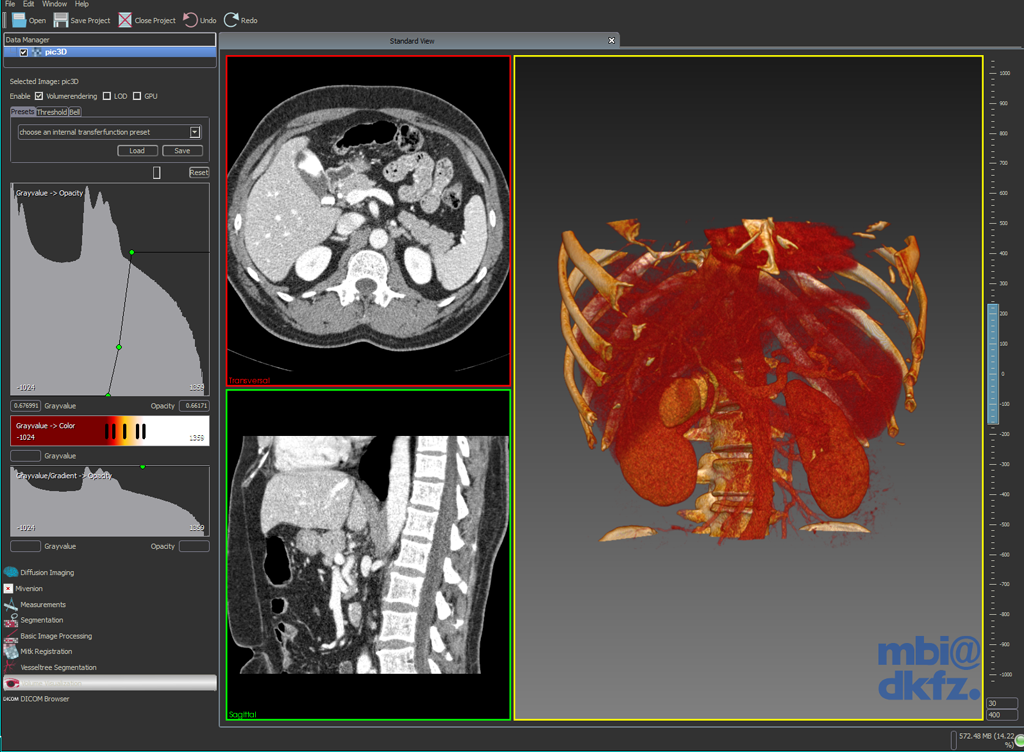 File Edit Window Help
Open Save Project Close Project Undo Redo
Data Manager
pic3D
Standard View
Selected Image: pic3D
Enable Volumerendering LOD GPU
Presets Threshold Bell
choose an internal transferfunction preset
Load Save
Reset
Grayvalue -> Opacity
-1024 1359
0.676991 Grayvalue Opacity 0.66171
Grayvalue -> Color
-1024 1359
Grayvalue
Grayvalue/Gradient -> Opacity
-1024 1359
Grayvalue Opacity
Diffusion Imaging
Mivenion
Measurements
Segmentation
Basic Image Processing
Mitk Registration
Vesseltree Segmentation
DICOM DICOM Browser
Transversal
Sagittal
mbi@
dkfz.
1000
900
800
700
600
500
400
300
200
100
0
-100
-200
-300
-400
-500
-600
-700
-800
-900
-1000
30
400
572.48 MB (14.22
%)